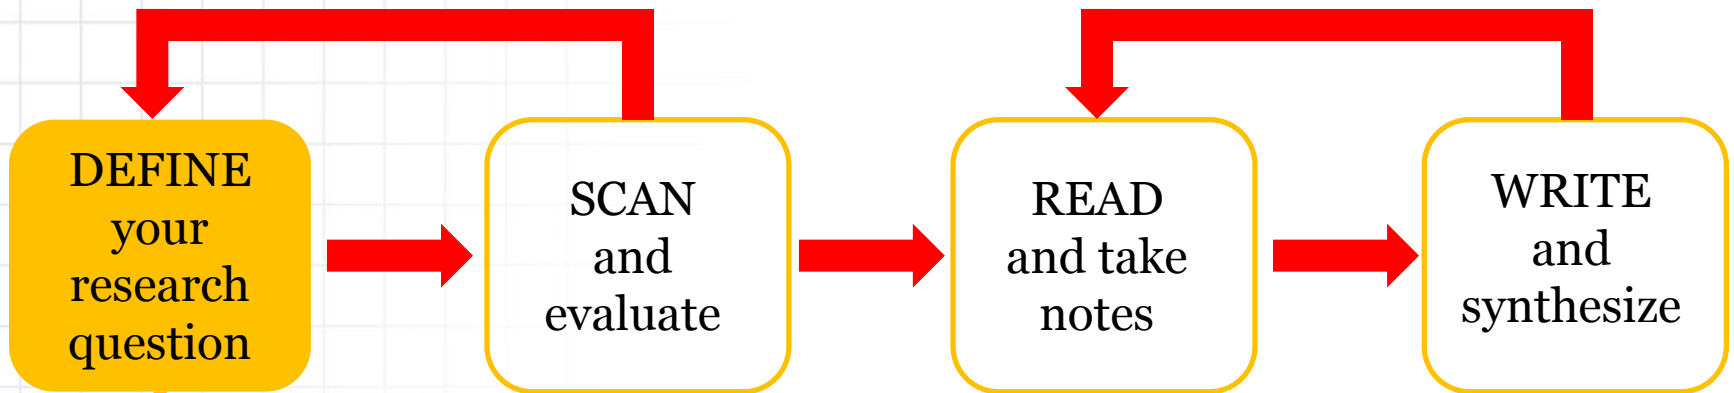 DEFINE
your
research
question
SCAN
and
evaluate
READ
and take
notes
WRITE
and
synthesize